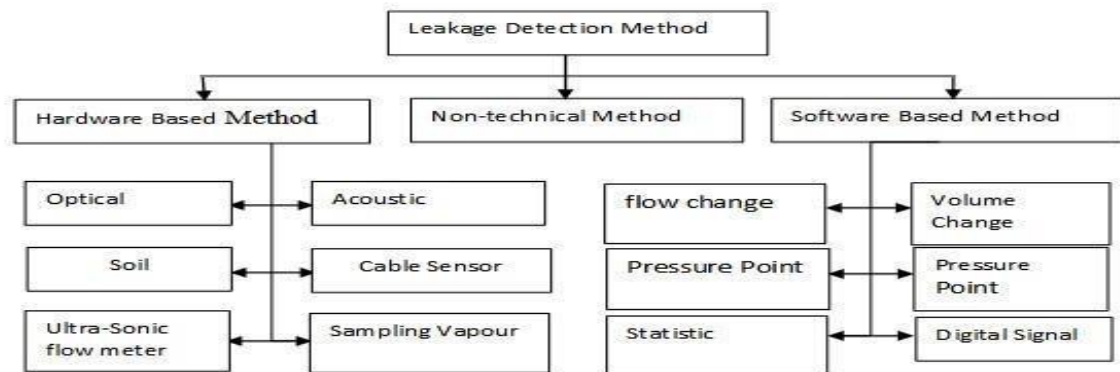 Leakage Detection Method
Hardware Based Method
Non-technical Method
Software Based Method
Optical
Acoustic
flow change
Volume
Change
Soil
Cable Sensor
Pressure Point
Pressure
Point
Ultra-Sonic
flow meter
Sampling Vapour
Statistic
Digital Signal